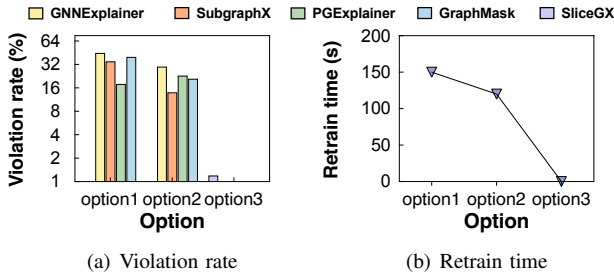 GNNExplainer SubgraphX PGExplainer GraphMask SliceGX
Violation rate (%)
64
32
16
8
4
2
1
option1 option2 option3
Option
(a) Violation rate
Retrain time (s)
200
150
100
50
0
option1 option2 option3
Option
(b) Retrain time